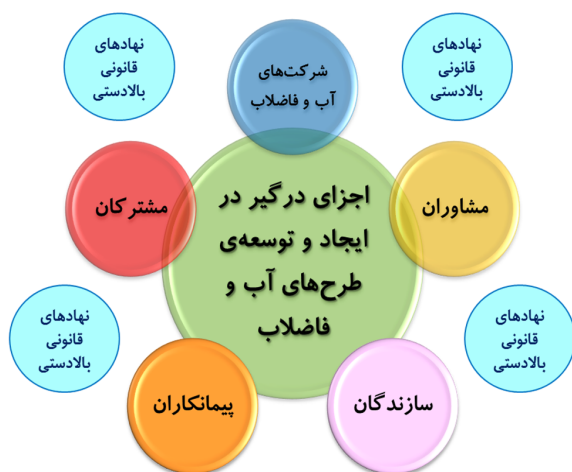 نهادهای
قانونی
بالادستی
شرکت‌های
آب و فاضلاب
نهادهای
قانونی
بالادستی
مشاوران
اجزای درگیر در
ایجاد و توسعه‌ی
طرح‌های آب و
فاضلاب
مشترکان
نهادهای
قانونی
بالادستی
نهادهای
قانونی
بالادستی
سازندگان
پیمانکاران